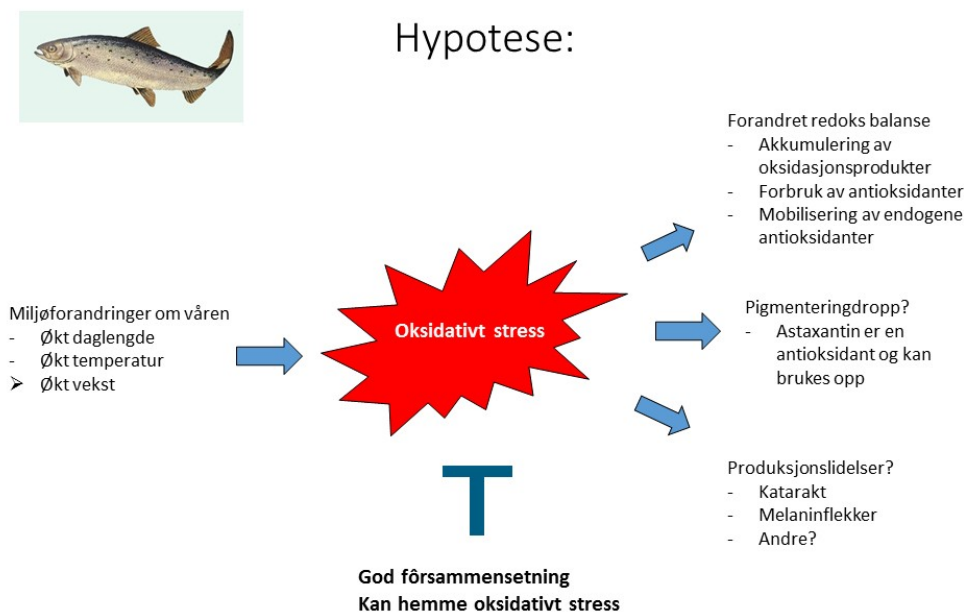 Hypotese:
Miljøforandringer om våren
- Økt daglengde
- Økt temperatur
➢ Økt vekst
Oksidativt stress
Forandret redoks balanse
- Akkumulering av
oksidasjonsprodukter
- Forbruk av antioksidanter
- Mobilisering av endogene
antioksidanter
Pigmenteringdropp?
- Astaxantin er en
antioksidant og kan
brukes opp
Produksjonslidelser?
- Katarakt
- Melaninflekker
- Andre?
God fôrsammensetning
Kan hemme oksidativt stress